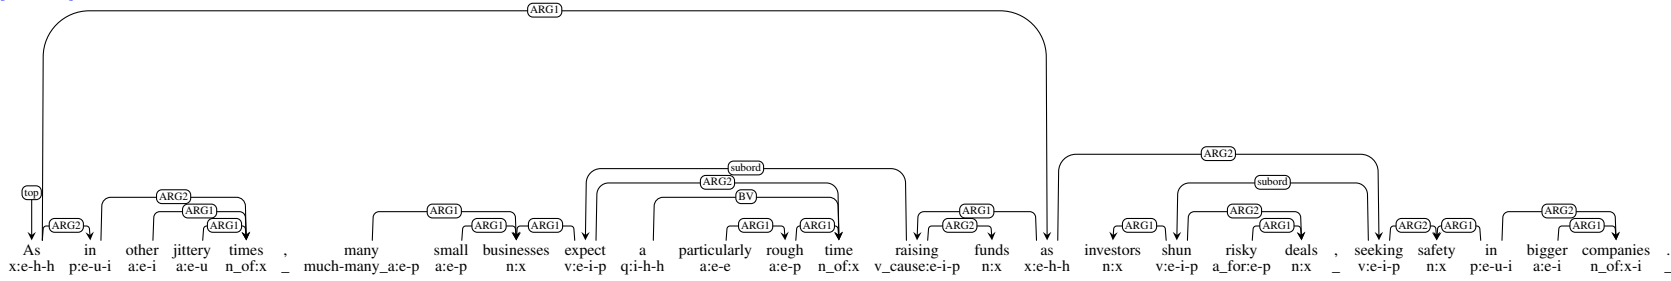 ARG1
subord ARG2
top ARG2 ARG2 BV subord
ARG1 ARG1 ARG1 ARG2 ARG2
ARG2 ARG1 ARG1 ARG1 ARG1 ARG1 ARG2 ARG1 ARG1 ARG2 ARG1 ARG1
As in other jittery times , many small businesses expect a particularly rough time raising funds as investors shun risky deals , seeking safety in bigger companies .
x:e-h-h p:e-u-i a:e-i a:e-u n_of:x _ much-many_a:e-p a:e-p n:x v:e-i-p q:i-h-h a:e-e a:e-p n_of:x v_cause:e-i-p n:x x:e-h-h n:x v:e-i-p a_for:e-p n:x _ v:e-i-p n:x p:e-u-i a:e-i n_of:x-i _